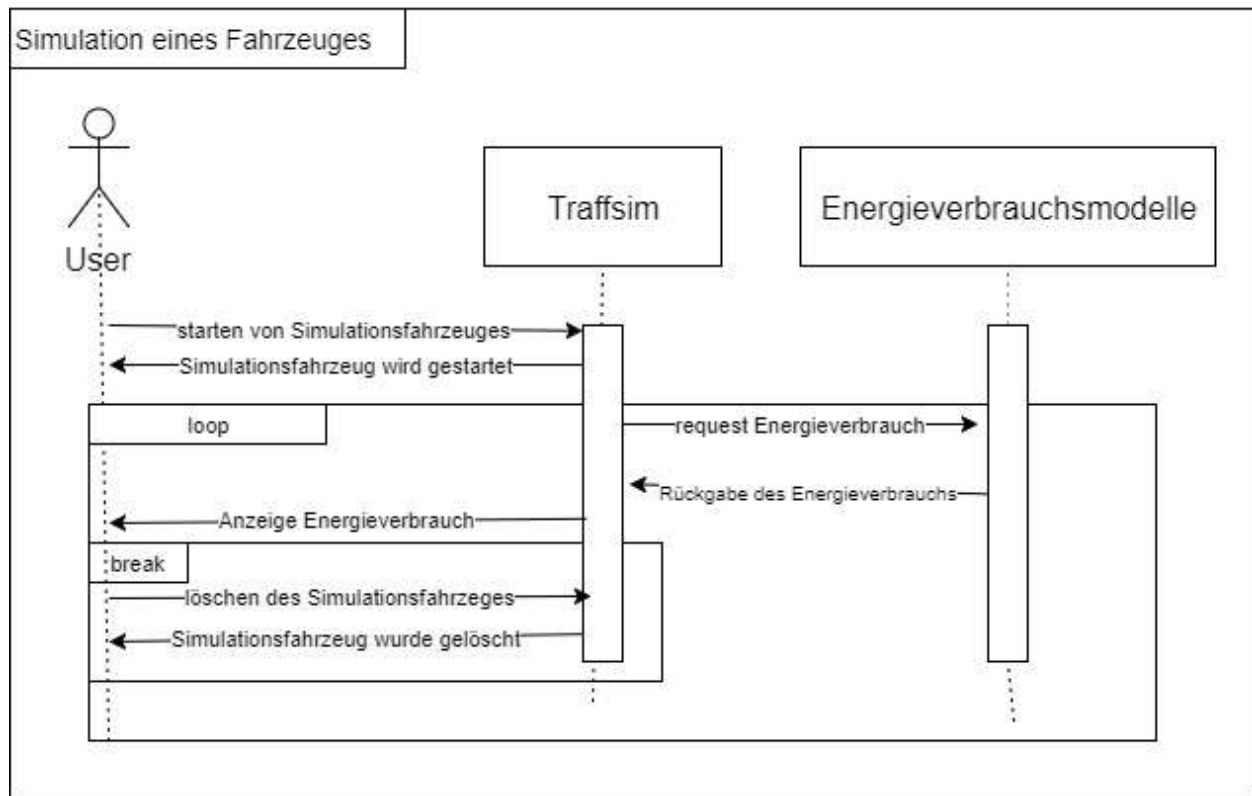 Simulation eines Fahrzeuges
User
Traffsim
Energieverbrauchsmodelle
starten von Simulationsfahrzeuges
Simulationsfahrzeug wird gestartet
loop
request Energieverbrauch
Rückgabe des Energieverbrauchs
Anzeige Energieverbrauch
break
löschen des Simulationsfahrzeges
Simulationsfahrzeug wurde gelöscht